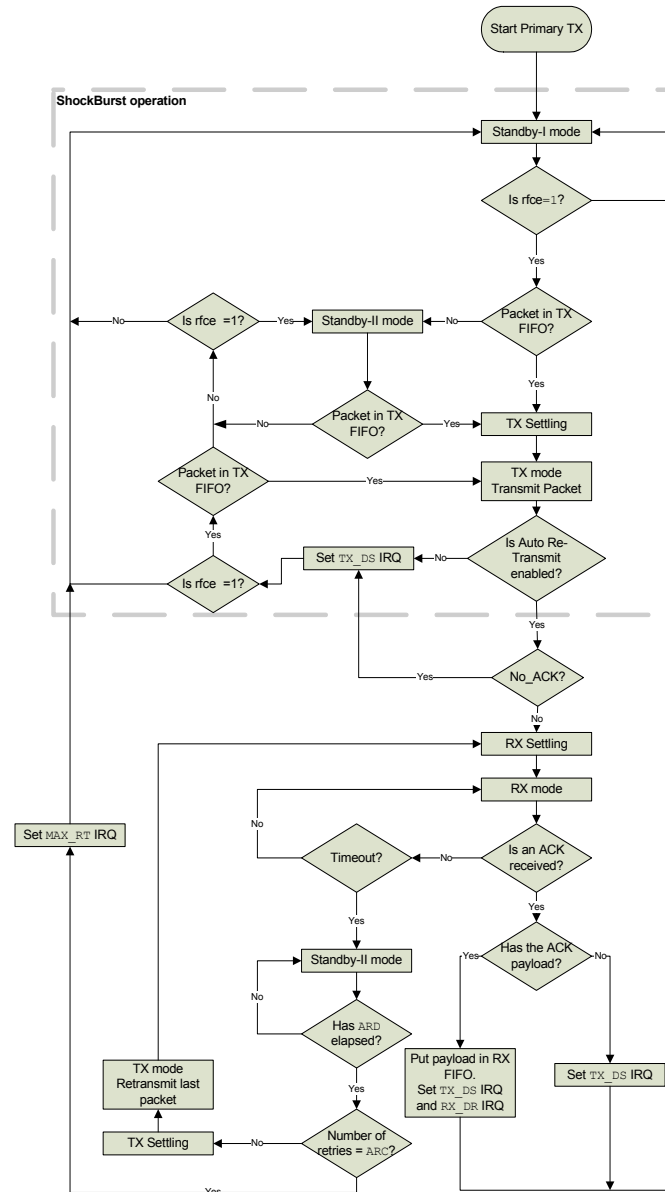 Start Primary TX
ShockBurst operation
Standby-I mode
Is rfce=1?
Yes
No
Is rfce =1?
Yes
Standby-II mode
No
Packet in TX
FIFO?
Yes
No
Packet in TX
FIFO?
No
Yes
TX Settling
Packet in TX
FIFO?
Yes
TX mode
Transmit Packet
Yes
Is rfce =1?
Set TX_DS IRQ
No
Is Auto Re-
Transmit
enabled?
Yes
Yes
No_ACK?
No
RX Settling
RX mode
Set MAX_RT IRQ
No
Timeout?
No
Is an ACK
received?
Yes
Yes
Standby-II mode
Yes
Has the ACK
payload?
No
No
Has ARD
elapsed?
Yes
TX mode
Retransmit last
packet
Put payload in RX
FIFO.
Set TX_DS IRQ
and RX_DR IRQ
Set TX_DS IRQ
TX Settling
No
Number of
retries = ARC?
Yes